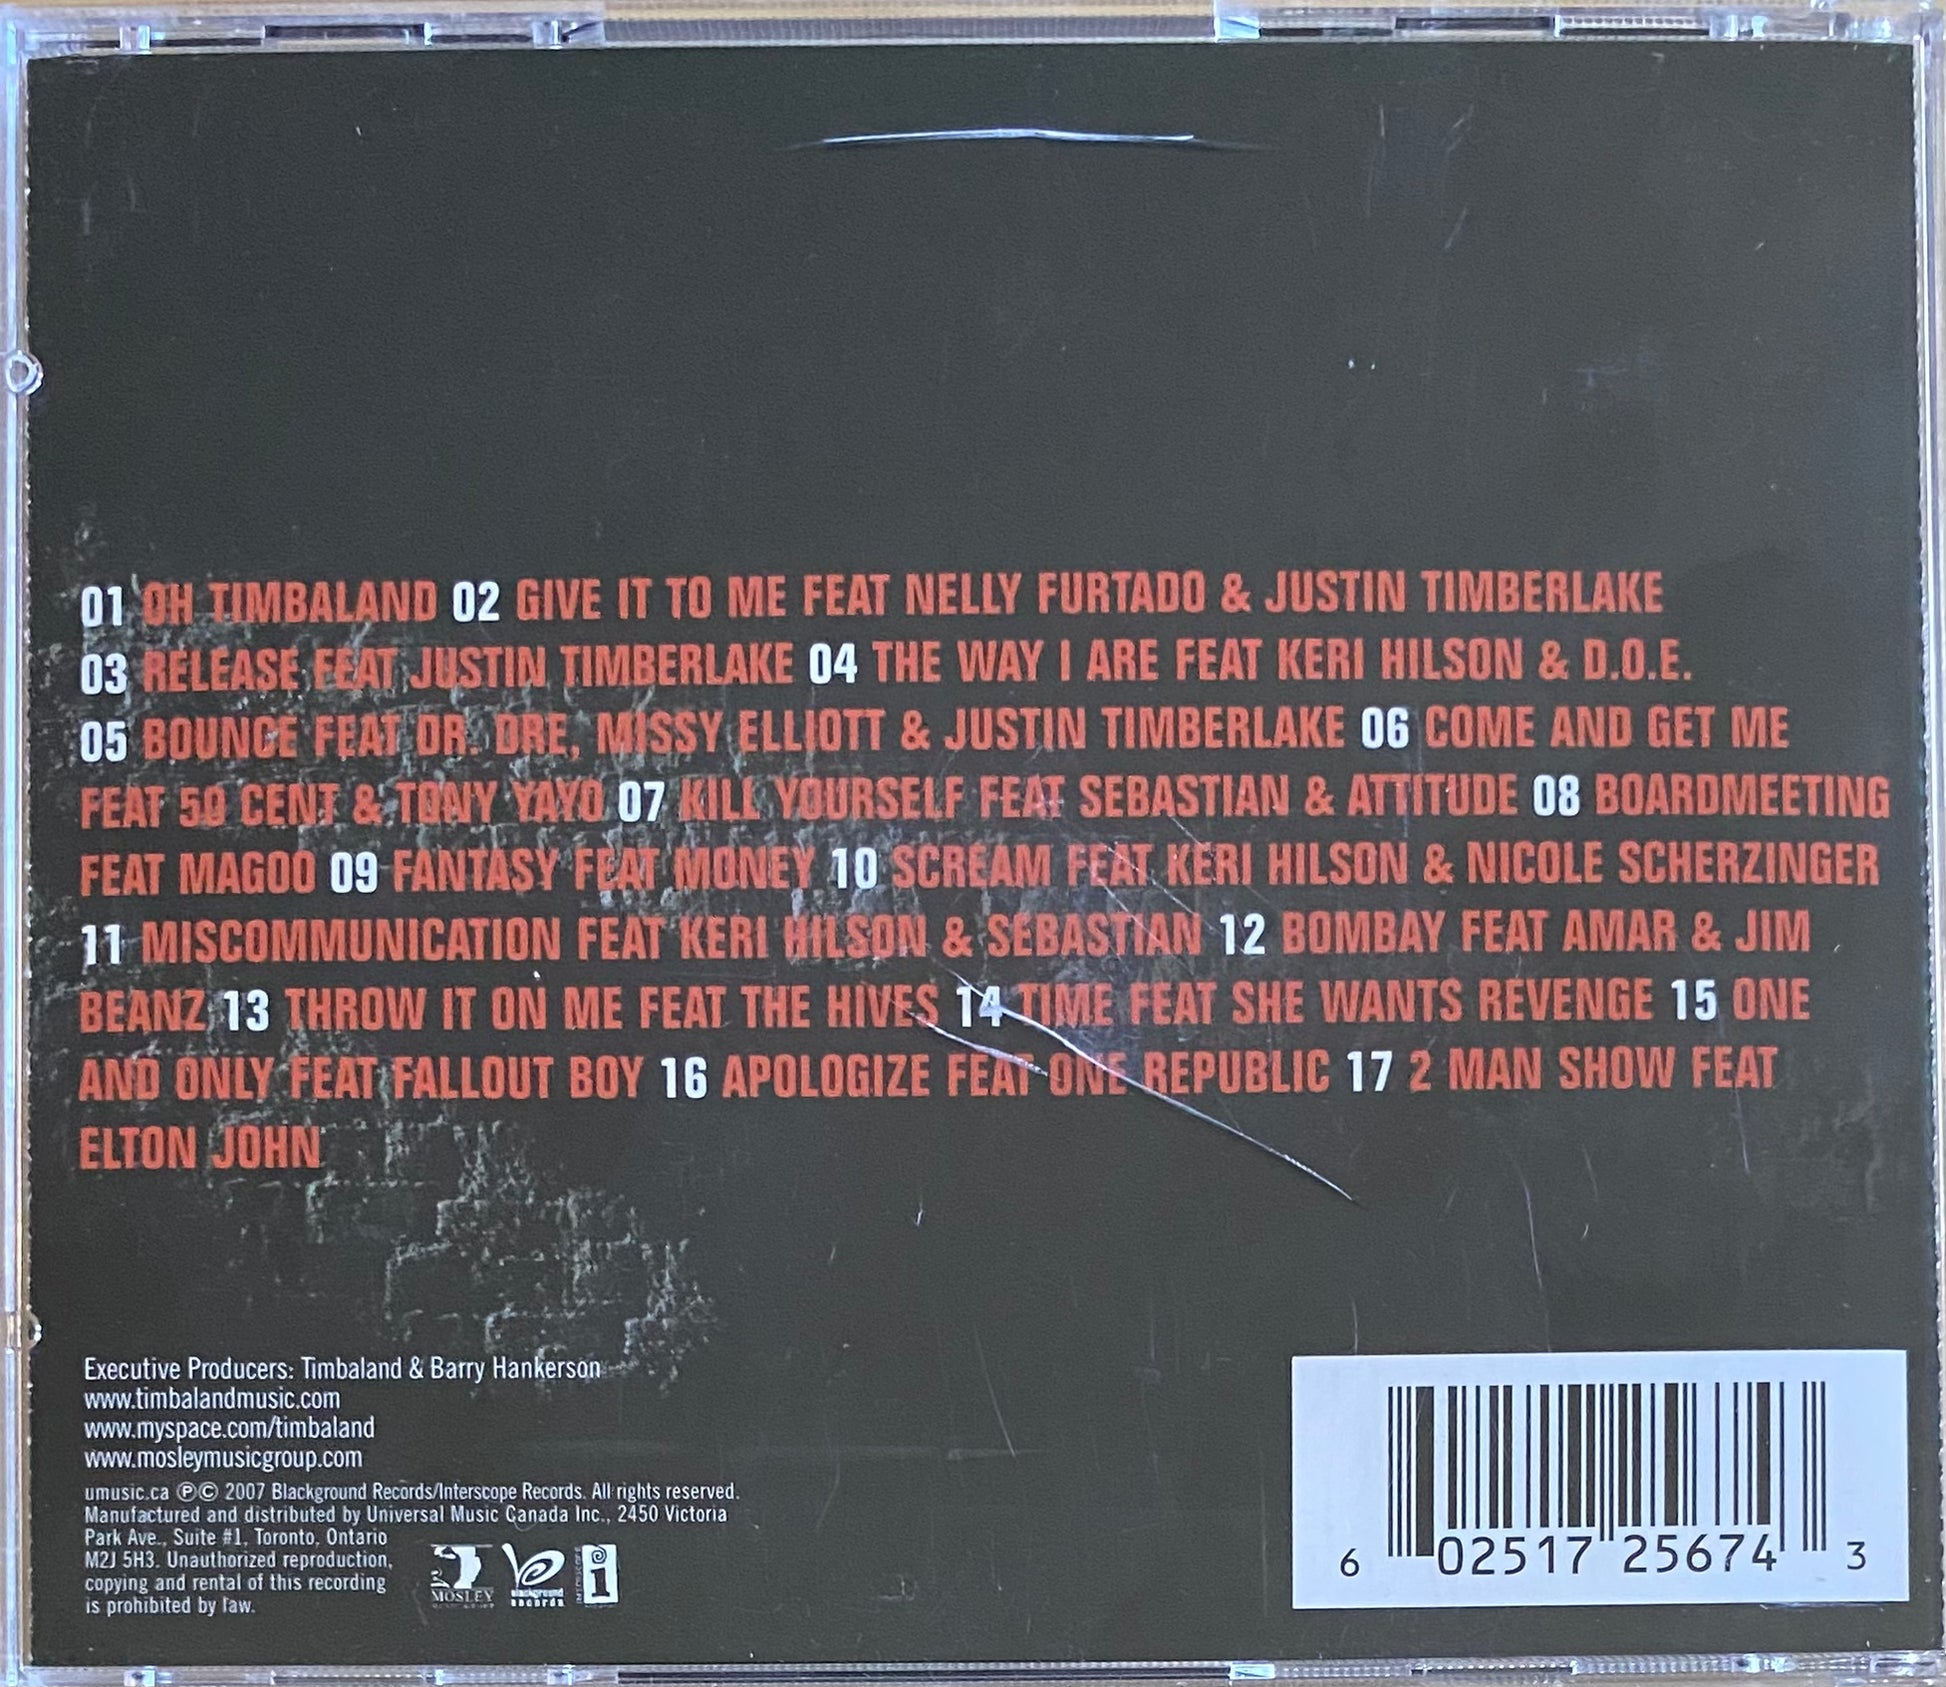 01 OH TIMBALAND 02 GIVE IT TO ME FEAT NELLY FURTADO & JUSTIN TIMBERLAKE
03 RELEASE FEAT JUSTIN TIMBERLAKE 04 THE WAY I ARE FEAT KERI HILSON & D.O.E.
05 BOUNCE FEAT DR. DRE, MISSY ELLIOTT & JUSTIN TIMBERLAKE 06 COME AND GET ME
FEAT 50 CENT & TONY YAYO 07 KILL YOURSELF FEAT SEBASTIAN & ATTITUDE 08 BOARDMEETING
FEAT MAGOO 09 FANTASY FEAT MONEY 10 SCREAM FEAT KERI HILSON & NICOLE SCHERZINGER
11 MISCOMMUNICATION FEAT KERI HILSON & SEBASTIAN 12 BOMBAY FEAT AMAR & JIM
BEANZ 13 THROW IT ON ME FEAT THE HIVES 14 TIME FEAT SHE WANTS REVENGE 15 ONE
AND ONLY FEAT FALLOUT BOY 16 APOLOGIZE FEAT ONE REPUBLIC 17 2 MAN SHOW FEAT
ELTON JOHN
Executive Producers: Timbaland & Barry Hankerson
www.timbalandmusic.com
www.myspace.com/timbaland
www.mosleymusicgroup.com
umusic.ca ℗© 2007 Blackground Records/Interscope Records. All rights reserved.
Manufactured and distributed by Universal Music Canada Inc., 2450 Victoria
Park Ave., Suite #1, Toronto, Ontario
M2J 5H3. Unauthorized reproduction,
copying and rental of this recording
is prohibited by law.
MOSLEY
blackground
records
INTERSCOPE
6 02517 25674 3